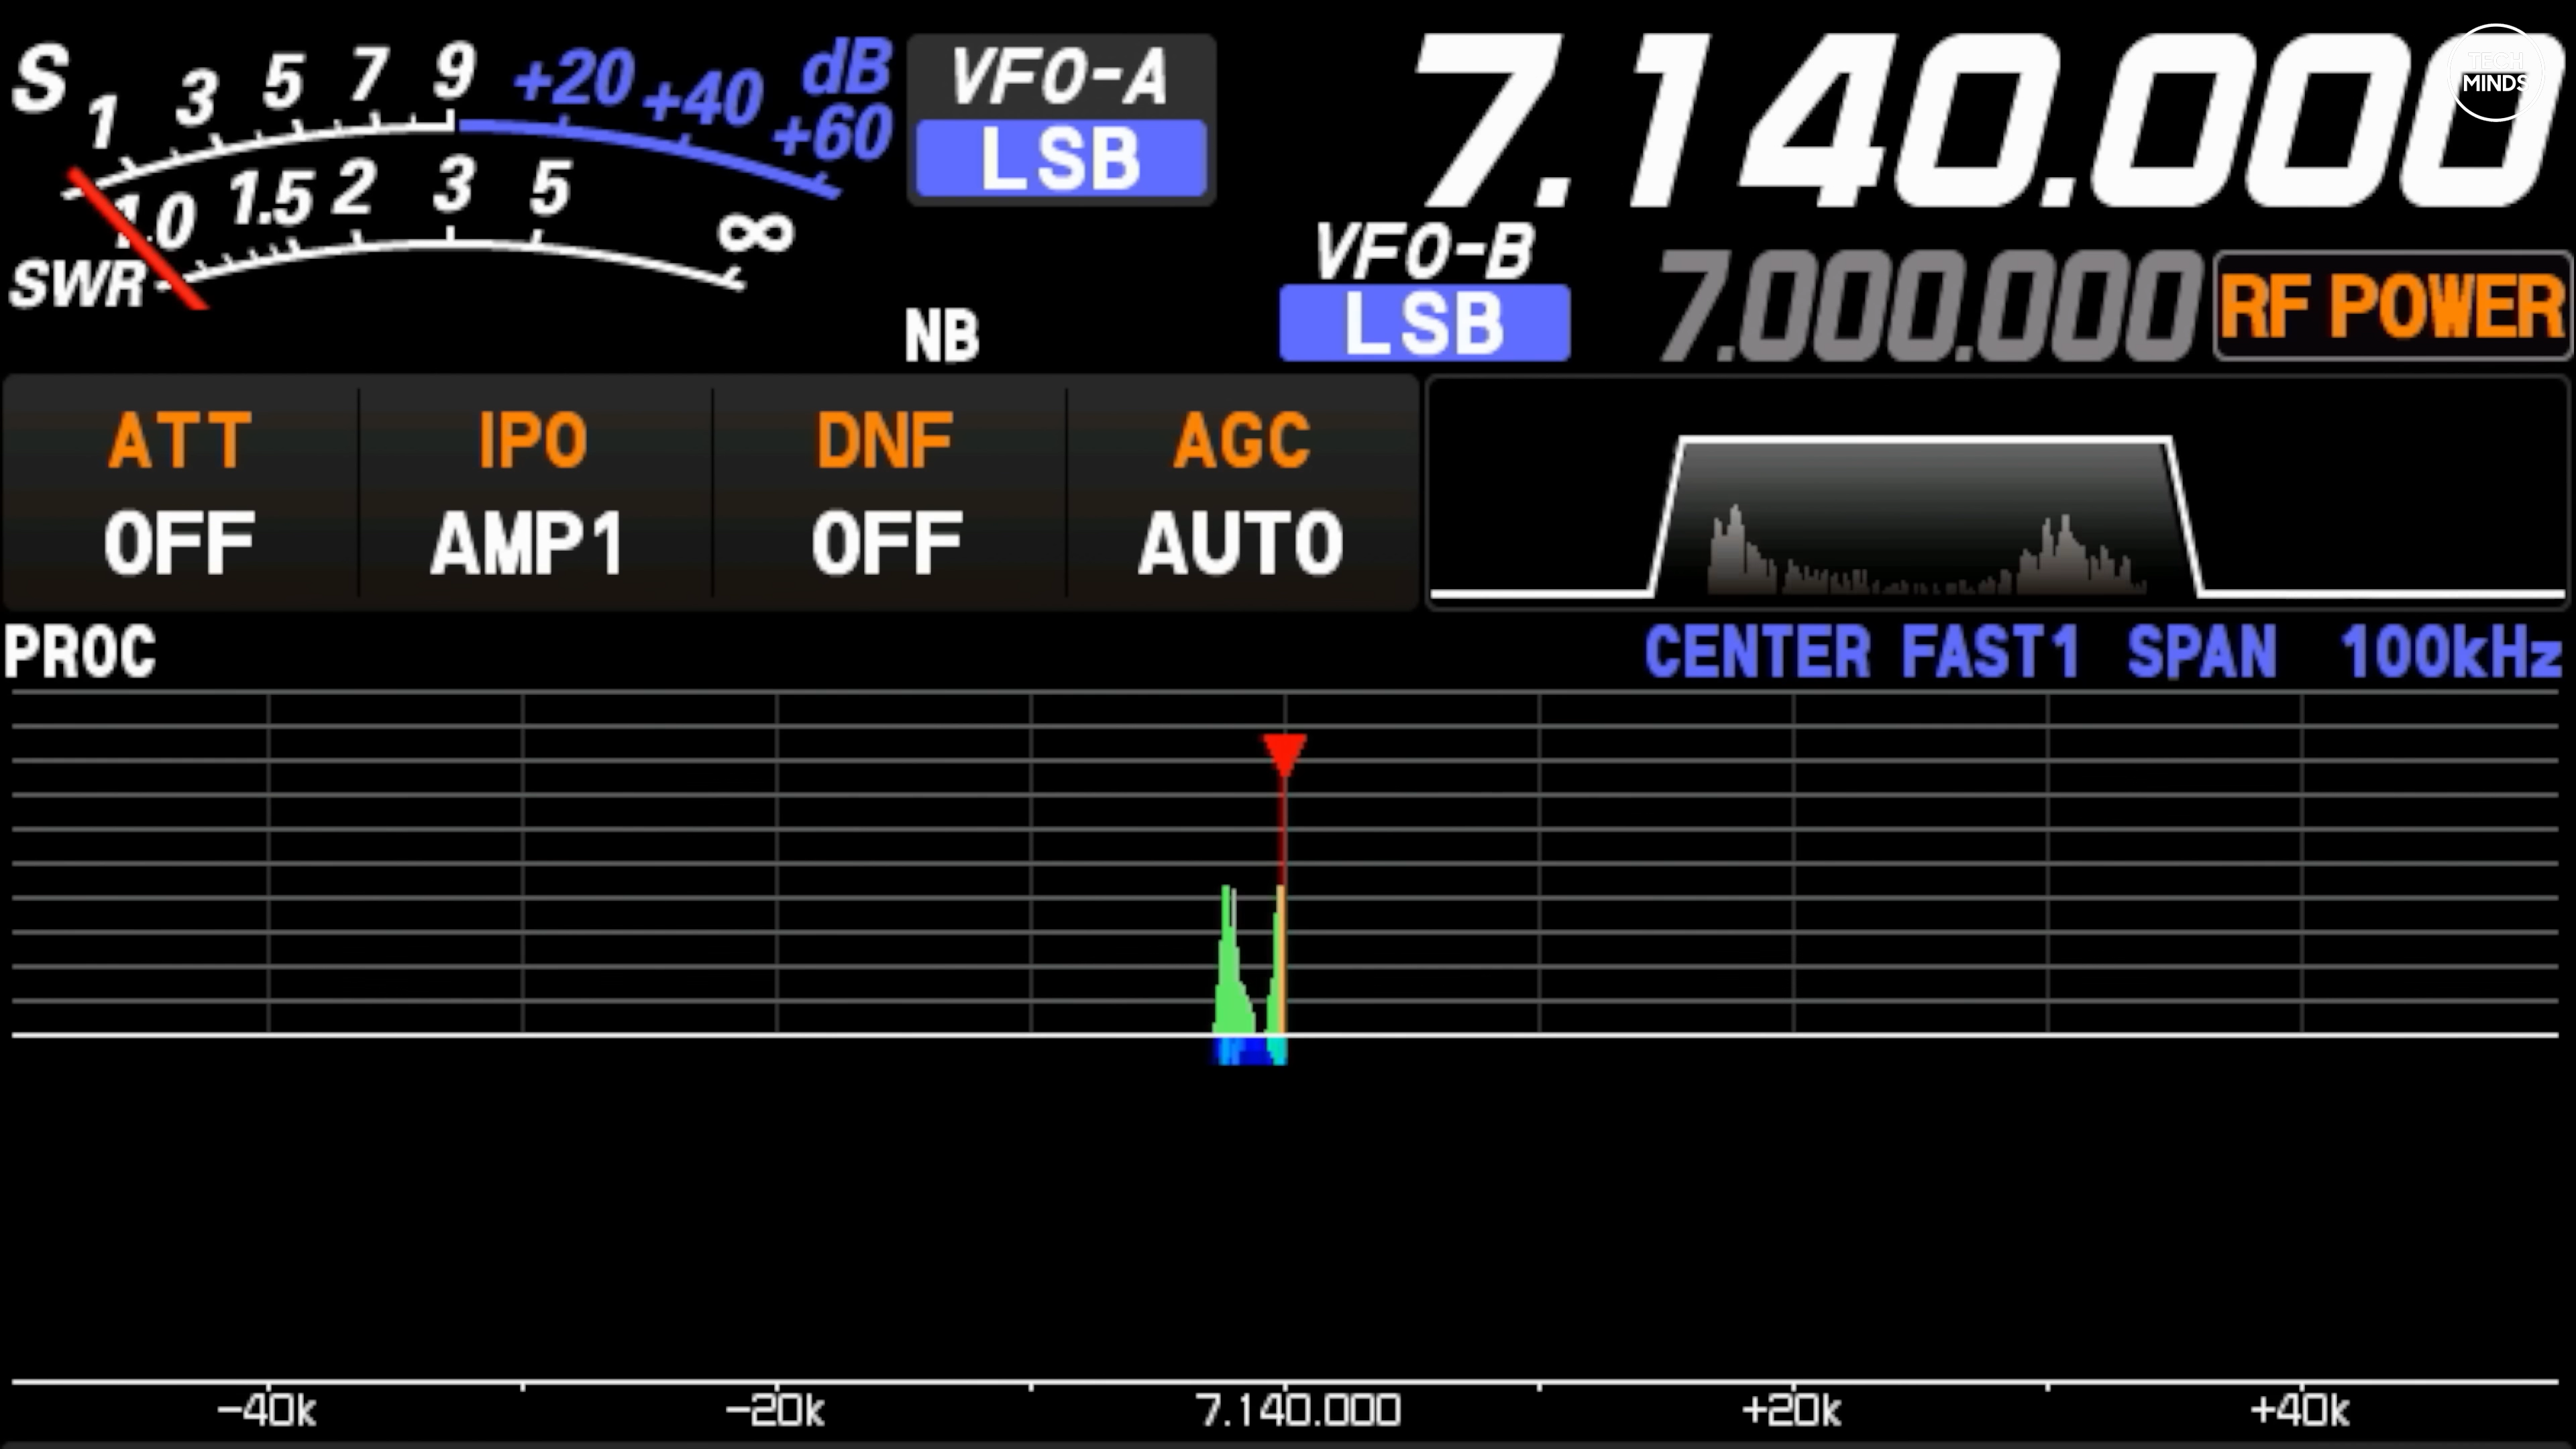 S 1 3 5 7 9 +20 +40 +60 dB
VFO-A
LSB
7.140.000
TECH
MINDS
1.0 1.5 2 3 5 ∞
SWR
NB
VFO-B
LSB
7.000.000
RF POWER
ATT IPO DNF AGC
OFF AMP1 OFF AUTO
PROC
CENTER FAST1 SPAN 100kHz
-40k -20k 7.140.000 +20k +40k